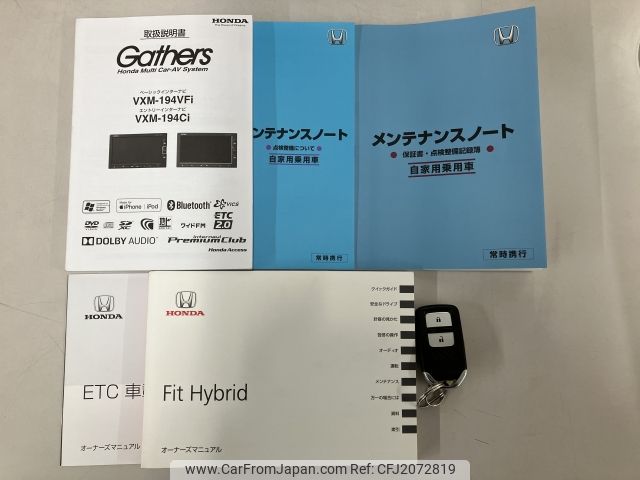 取扱説明書
HONDA
Gathers
Honda Multi Car-AV System
ベーシックインターナビ
VXM-194VFi
エントリーインターナビ
VXM-194Ci
iPhone | iPod
Bluetooth
VICS
ワイドFM
ETC 2.0
DOLBY AUDIO
internavi
PremiumClub
Honda Access
HONDA
ンテナンスノート
点検整備について
自家用乗用車
常時携行
HONDA
メンテナンスノート
保証書・点検整備記録簿
自家用乗用車
常時携行
HONDA
ETC 車
オーナーズマニュアル
HONDA
Fit Hybrid
オーナーズマニュアル
クイックガイド
安全なドライブ
計器の見かた
各部の操作
オーディオ
運転
メンテナンス
万一の場合には
資料
索引
www.CarFromJapan.com - CFJ2072819